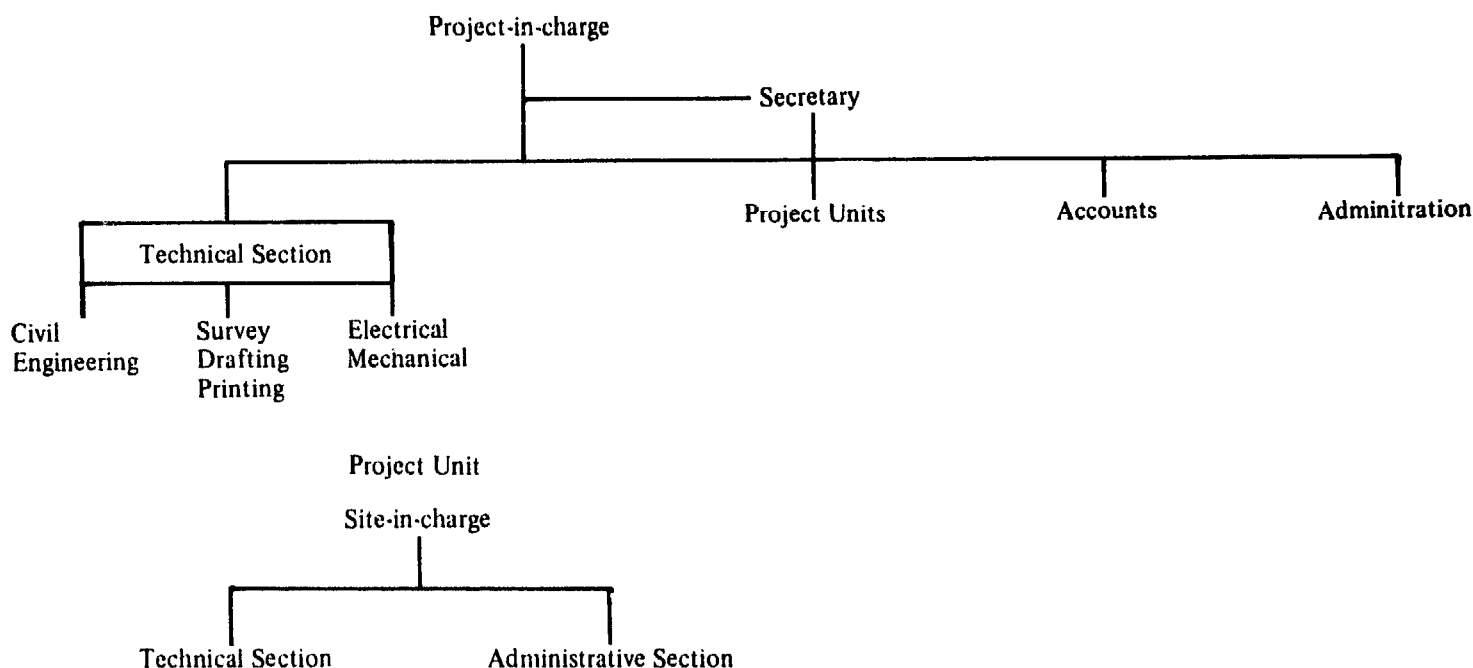 Project-in-charge
Secretary
Project Units
Accounts
Adminitration
Technical Section
Civil
Engineering
Survey
Drafting
Printing
Electrical
Mechanical
Project Unit
Site-in-charge
Technical Section
Administrative Section